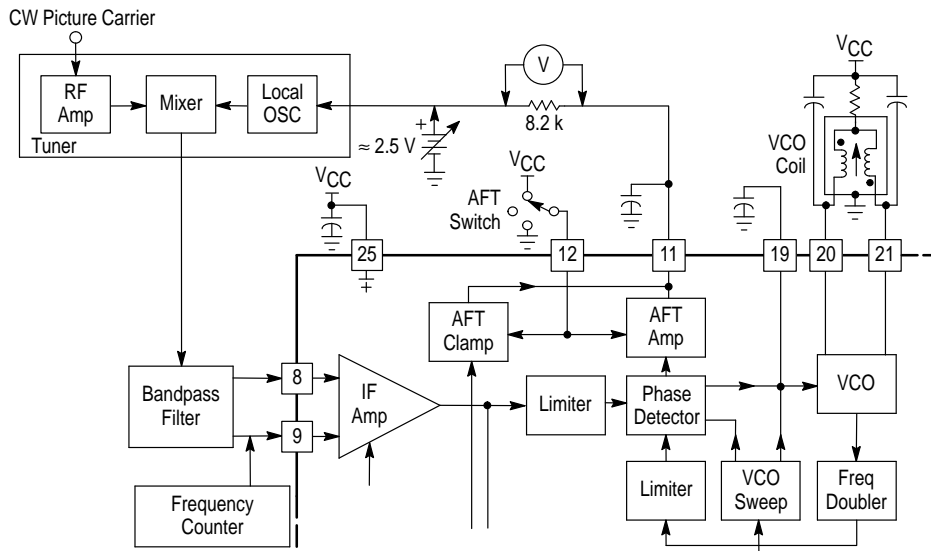 CW Picture Carrier
RF
Amp
Mixer
Local
OSC
Tuner
V
8.2 k
≈ 2.5 V
+
VCC
VCO
Coil
VCC
AFT
Switch
VCC
25
12
11
19
20
21
+
AFT
Clamp
AFT
Amp
Bandpass
Filter
8
9
IF
Amp
Limiter
Phase
Detector
VCO
Frequency
Counter
Limiter
VCO
Sweep
Freq
Doubler